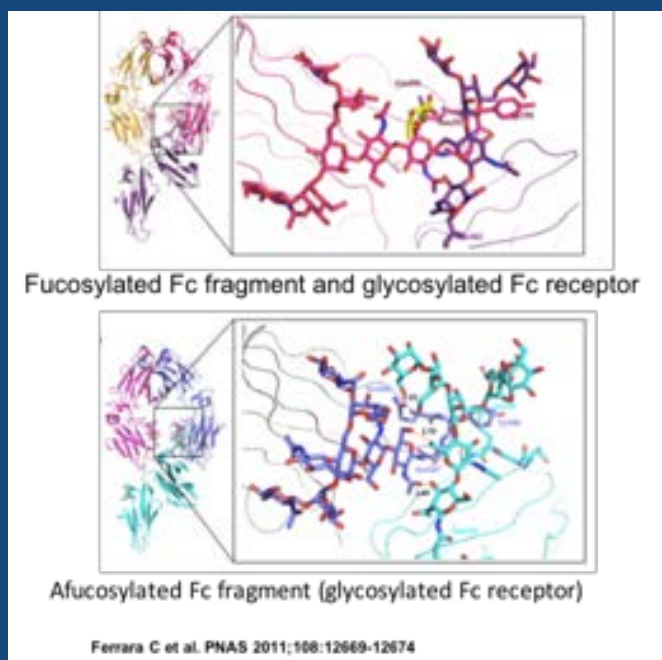 Fucosylated Fc fragment and glycosylated Fc receptor
Afucosylated Fc fragment (glycosylated Fc receptor)
Ferrara C et al. PNAS 2011;108:12669-12674